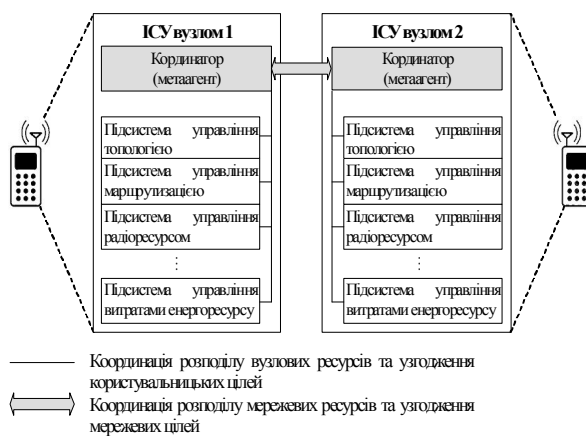 ІСУ вузлом 1
Кординатор
(метаагент)
Підсистема управління
топологією
Підсистема управління
маршрутизацією
Підсистема управління
радіоресурсом
⋮
Підсистема управління
витратами енергоресурсу
ІСУ вузлом 2
Кординатор
(метаагент)
Підсистема управління
топологією
Підсистема управління
маршрутизацією
Підсистема управління
радіоресурсом
⋮
Підсистема управління
витратами енергоресурсу
Координація розподілу вузлових ресурсів та узгодження
користувальницьких цілей
Координація розподілу мережевих ресурсів та узгодження
мережевих цілей